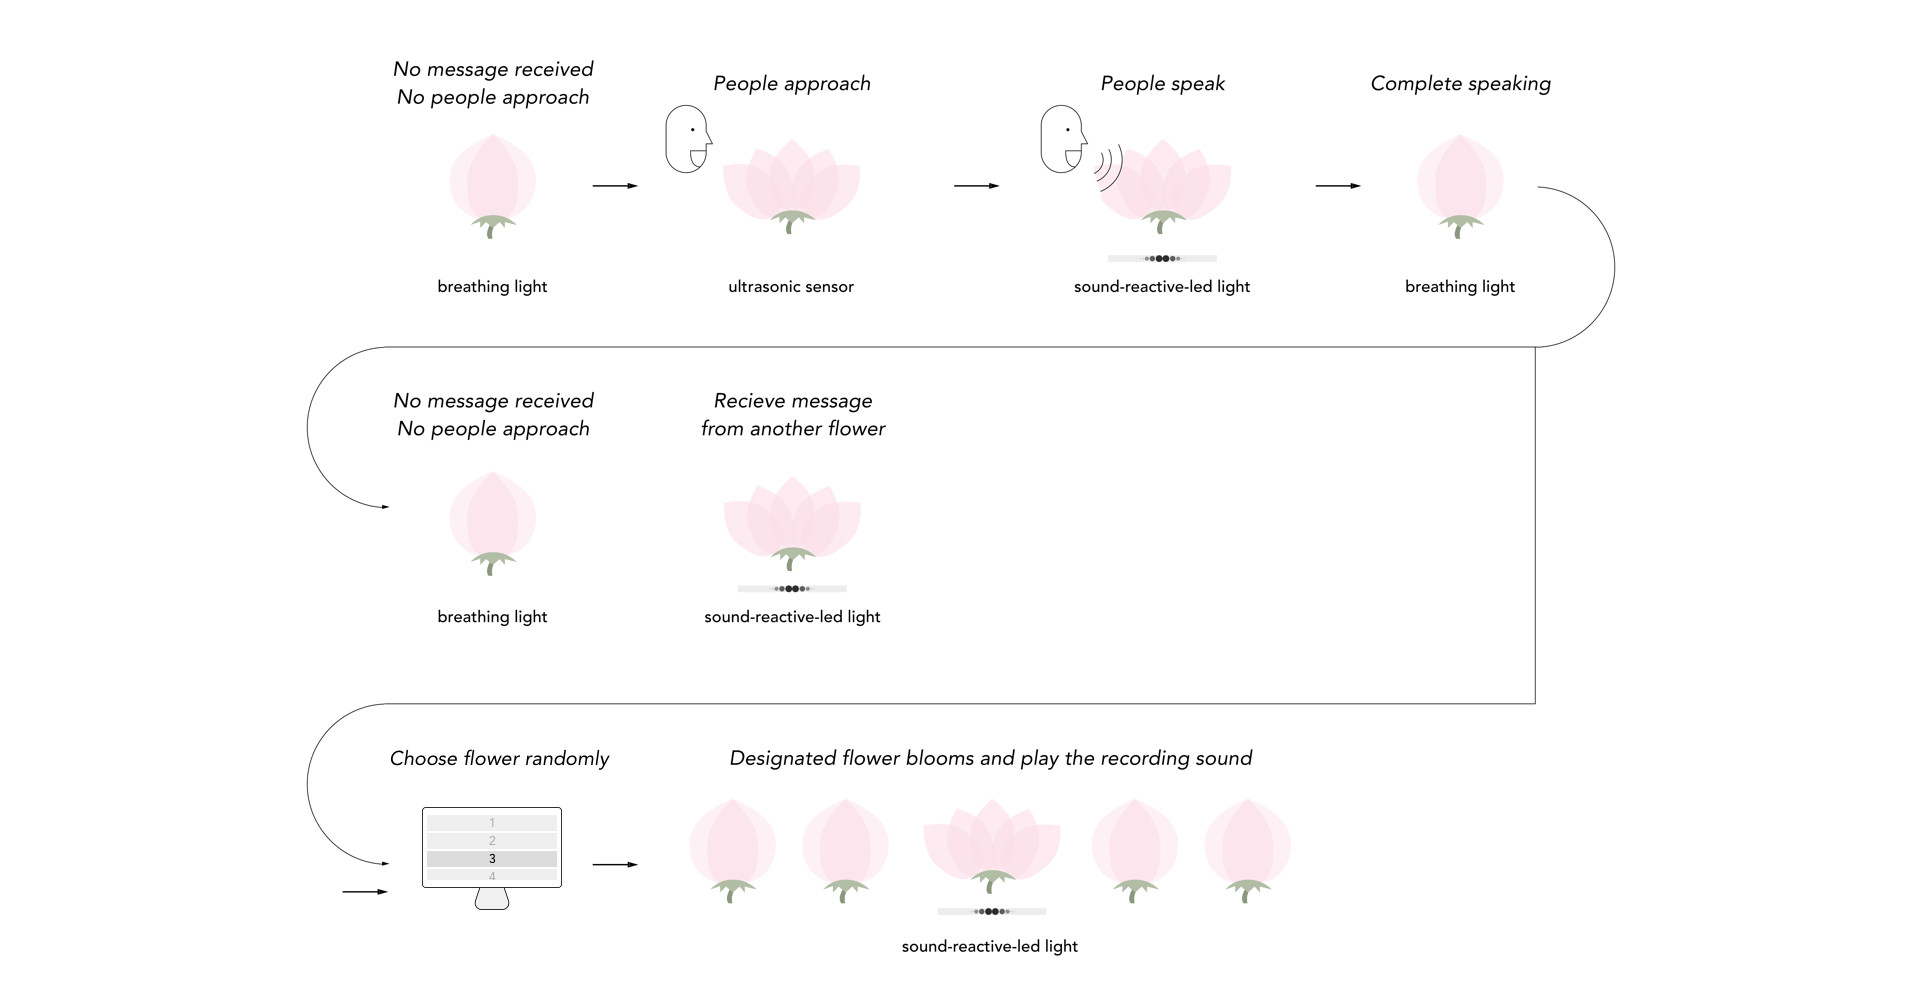 No message received
No people approach
People approach
People speak
Complete speaking
breathing light
ultrasonic sensor
sound-reactive-led light
breathing light
No message received
No people approach
Recieve message
from another flower
breathing light
sound-reactive-led light
Choose flower randomly
Designated flower blooms and play the recording sound
1
2
3
4
sound-reactive-led light